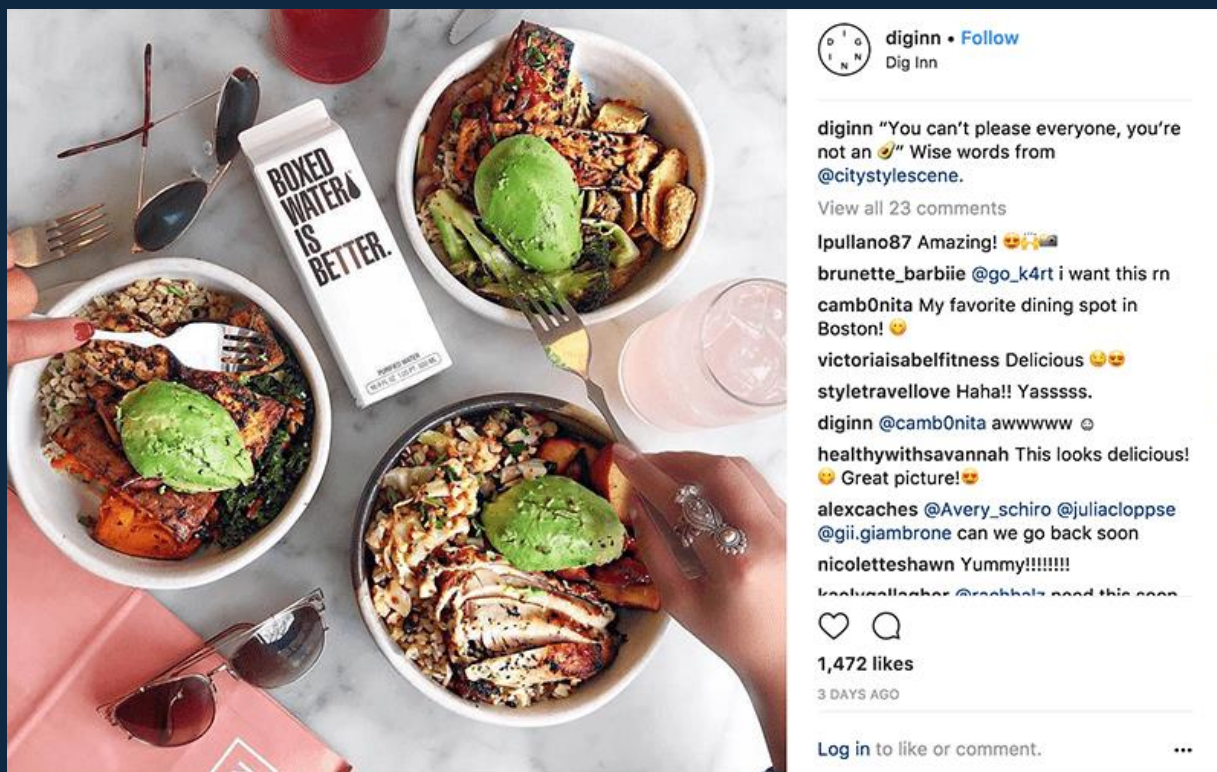 BOXED
WATER
IS
BETTER.
PURIFIED WATER
D I G I N N
diginn • Follow
Dig Inn
diginn “You can’t please everyone, you’re
not an 🥑” Wise words from
@citystylescene.
View all 23 comments
lpullano87 Amazing! 😍🙌📷
brunette_barbiie @go_k4rt i want this rn
camb0nita My favorite dining spot in
Boston! 😋
victoriaisabelfitness Delicious 😋😍
styletravellove Haha!! Yasssss.
diginn @camb0nita awwwww ☺
healthywithsavannah This looks delicious!
😋 Great picture!😍
alexcaches @Avery_schiro @juliacloppse
@gii.giambrone can we go back soon
nicoletteshawn Yummy!!!!!!!!
1,472 likes
3 DAYS AGO
Log in to like or comment.